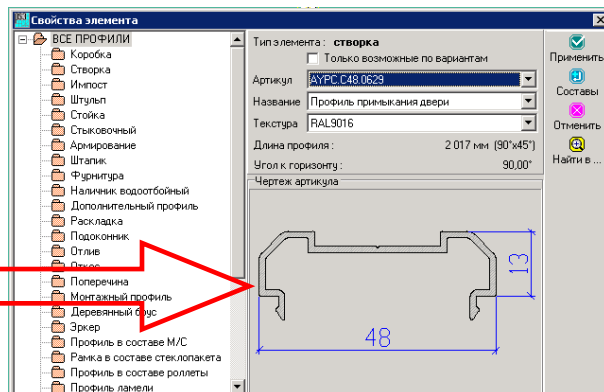 Свойства элемента
ВСЕ ПРОФИЛИ
Коробка
Створка
Импост
Штульп
Стойка
Стыковочный
Армирование
Штапик
Фурнитура
Наличник водоотбойный
Дополнительный профиль
Раскладка
Подоконник
Отлив
Откос
Поперечина
Монтажный профиль
Деревянный брус
Эркер
Профиль в составе М/С
Рамка в составе стеклопакета
Профиль в составе роллеты
Профиль ламели
Тип элемента : створка
Только возможные по вариантам
Артикул AYPC.C48.0629
Название Профиль примыкания двери
Текстура RAL9016
Длина профиля : 2 017 мм (90°x45°)
Угол к горизонту : 90,00°
Чертеж артикула
13
48
Применить
Составы
Отменить
Найти в ...